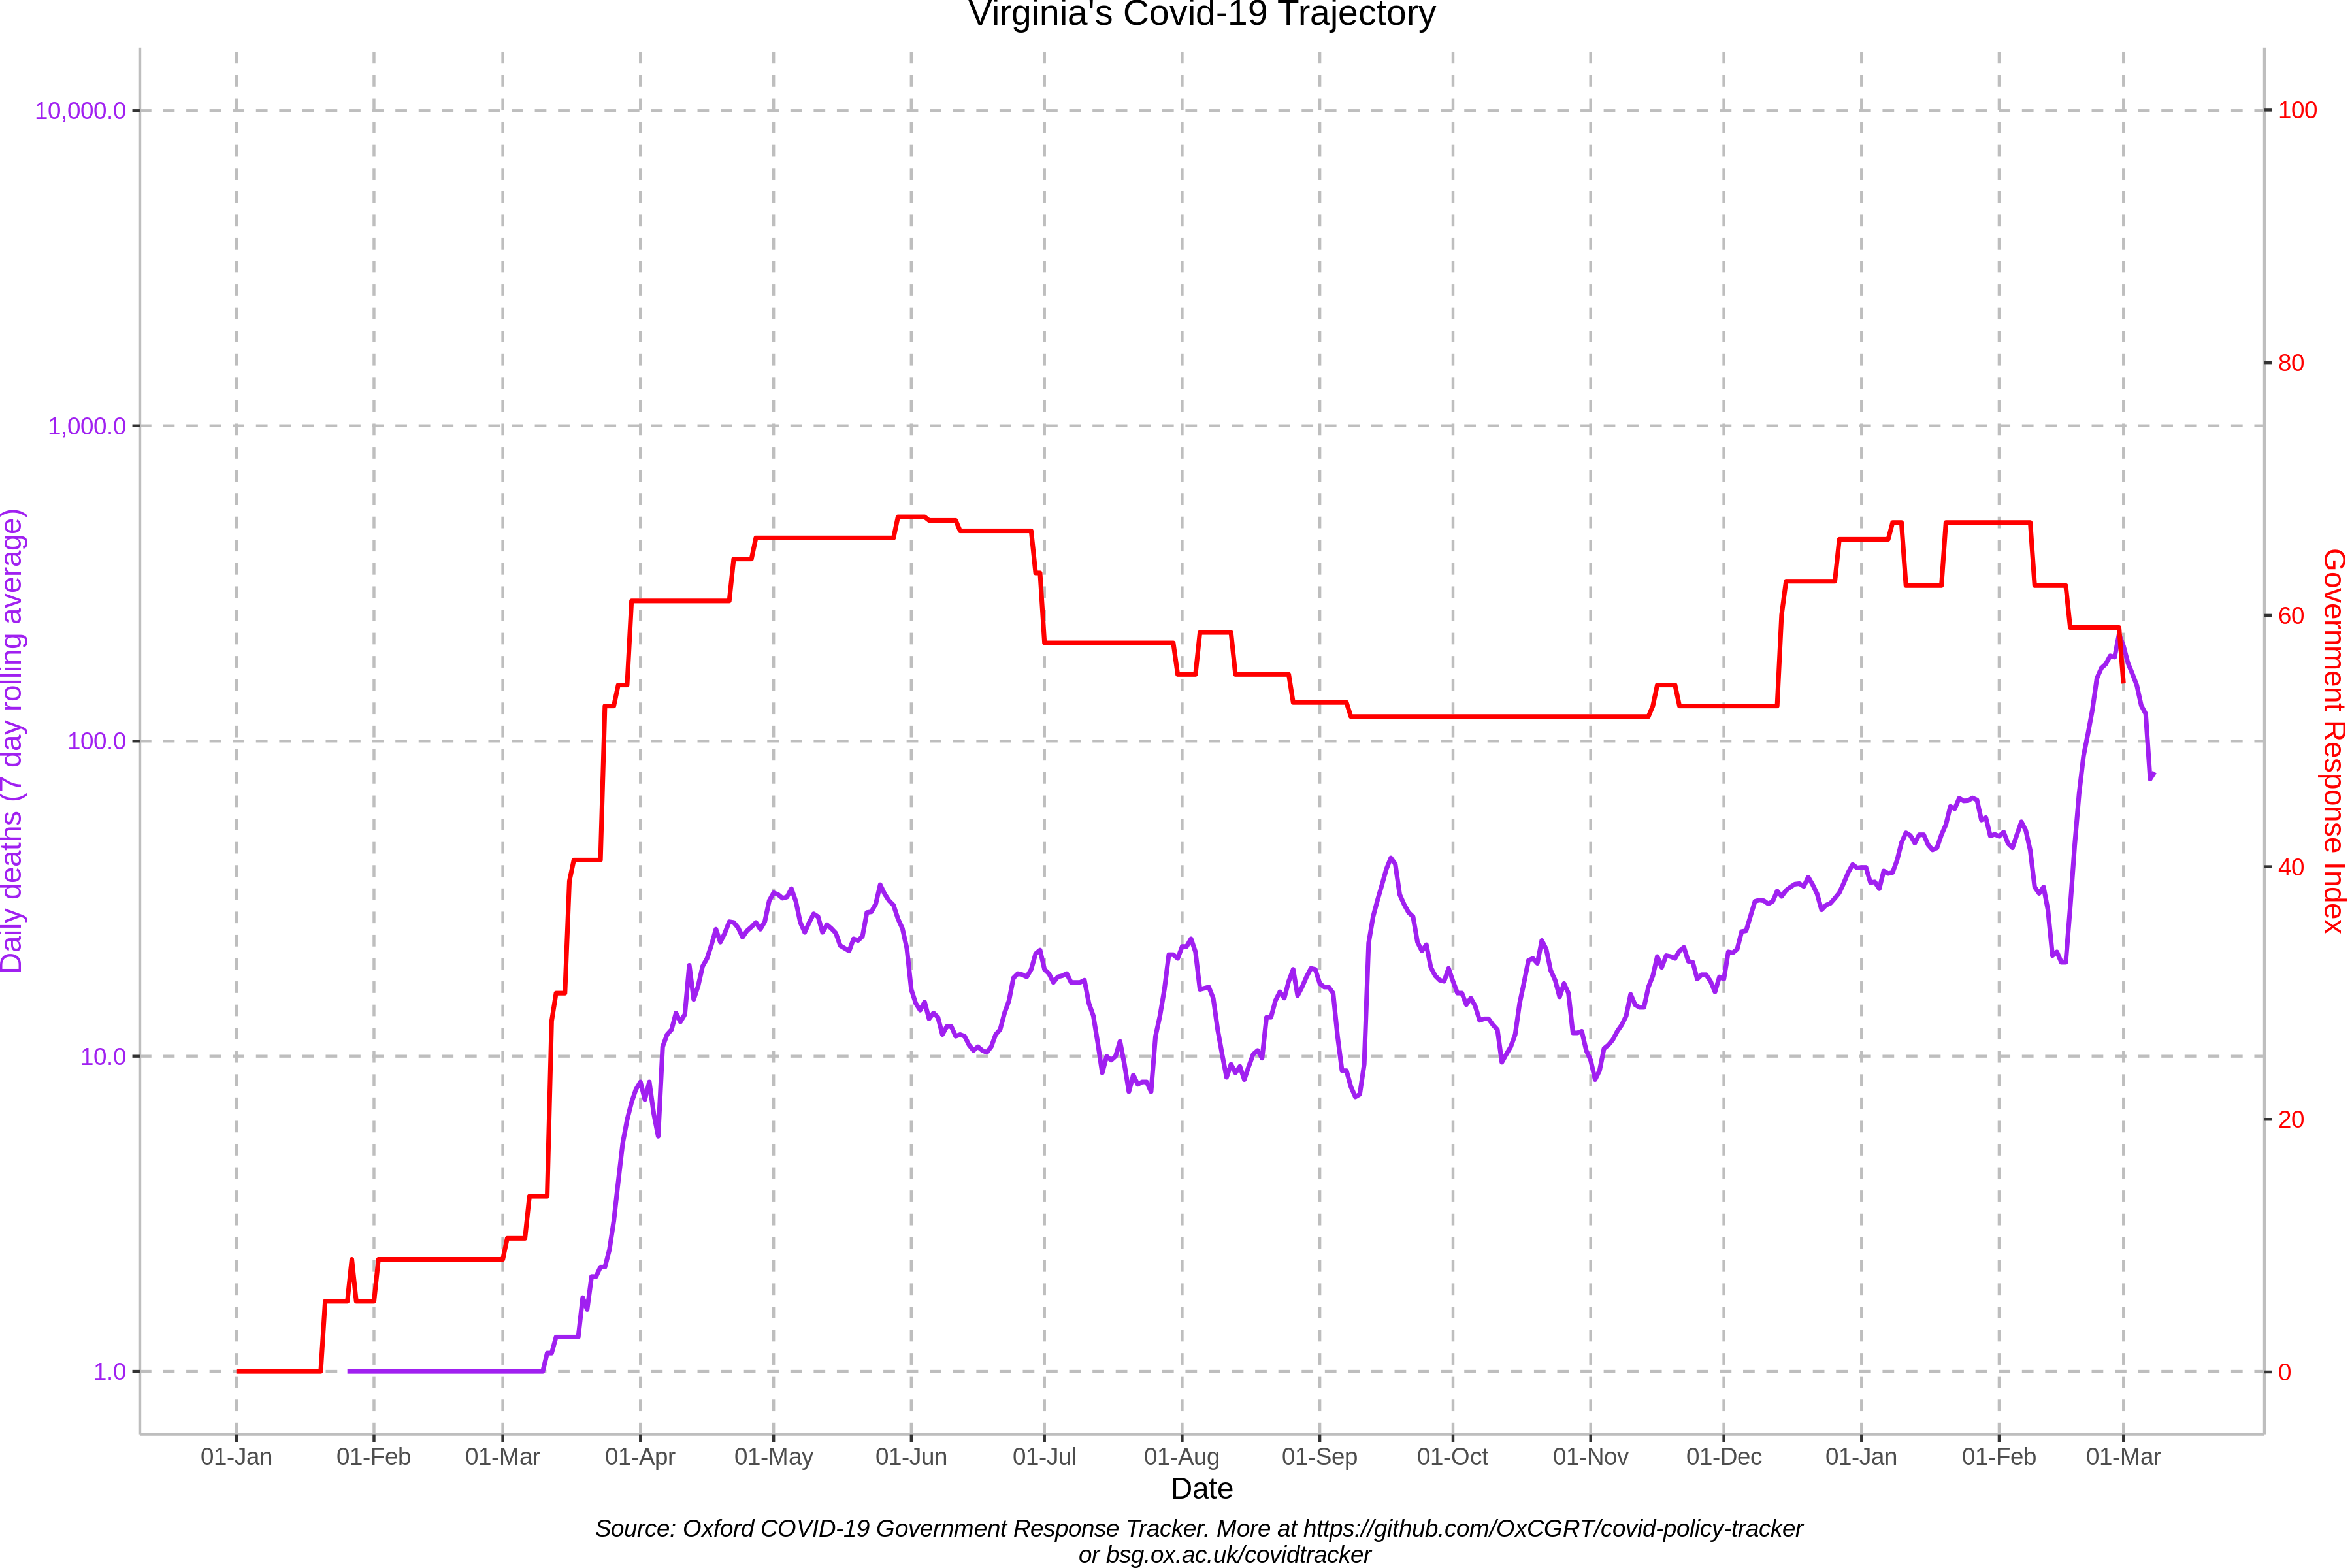 Virginia's Covid-19 Trajectory
10,000.0
1,000.0
100.0
10.0
1.0
Daily deaths (7 day rolling average)
100
80
60
40
20
0
Government Response Index
01-Jan 01-Feb 01-Mar 01-Apr 01-May 01-Jun 01-Jul 01-Aug 01-Sep 01-Oct 01-Nov 01-Dec 01-Jan 01-Feb 01-Mar
Date
Source: Oxford COVID-19 Government Response Tracker. More at https://github.com/OxCGRT/covid-policy-tracker
or bsg.ox.ac.uk/covidtracker